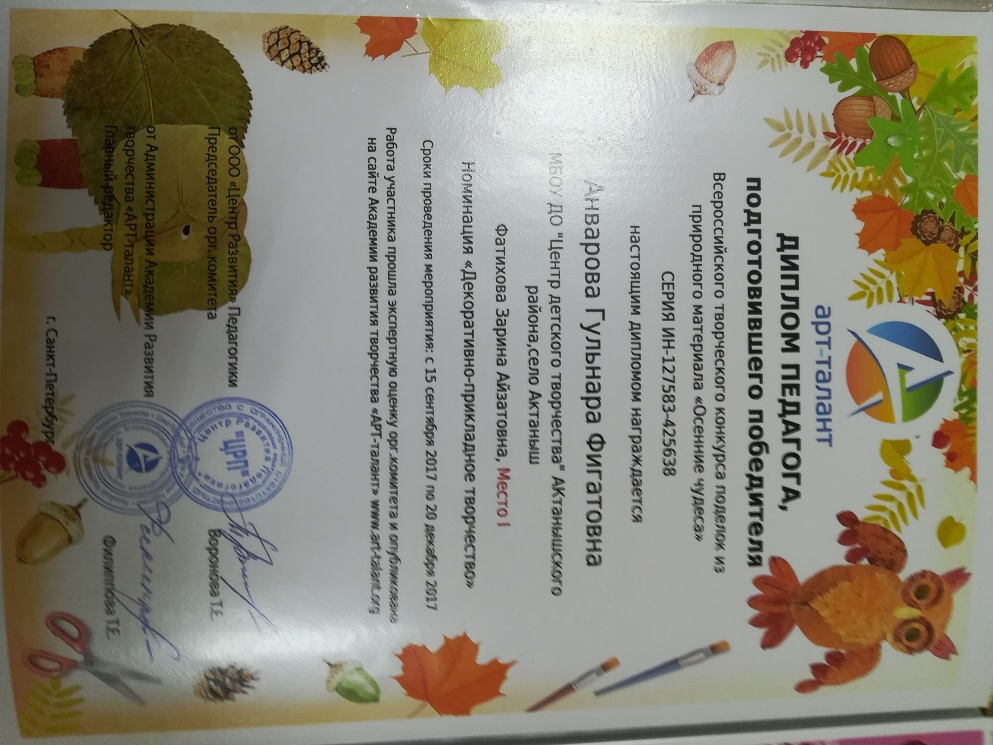 арт-талант
ДИПЛОМ ПЕДАГОГА,
ПОДГОТОВИВШЕГО ПОБЕДИТЕЛЯ
Всероссийского творческого конкурса поделок из
природного материала «Осенние чудеса»
СЕРИЯ ИН-127583-425638
настоящим дипломом награждается
Анварова Гульнара Фигатовна
МБОУ ДО "Центр детского творчества" АКтанышского
района,село Актаныш
Фатихова Зарина Айзатовна, Место I
Номинация «Декоративно-прикладное творчество»
Сроки проведения мероприятия: с 15 сентября 2017 по 20 декабря 2017
Работа участника прошла экспертную оценку орг.комитета и опубликована
на сайте Академии развития творчества «АРТ-талант» www.art-talant.org
от ООО «Центр Развития» Педагогики
Председатель орг.комитета
Воронова Т.Е.
от Администрации Академии Развития
творчества «АРТ-талант»
Главный редактор
Филиппова Т.Е.
"ЦРП"
Центр Развития Педагогики
г. Санкт-Петербург